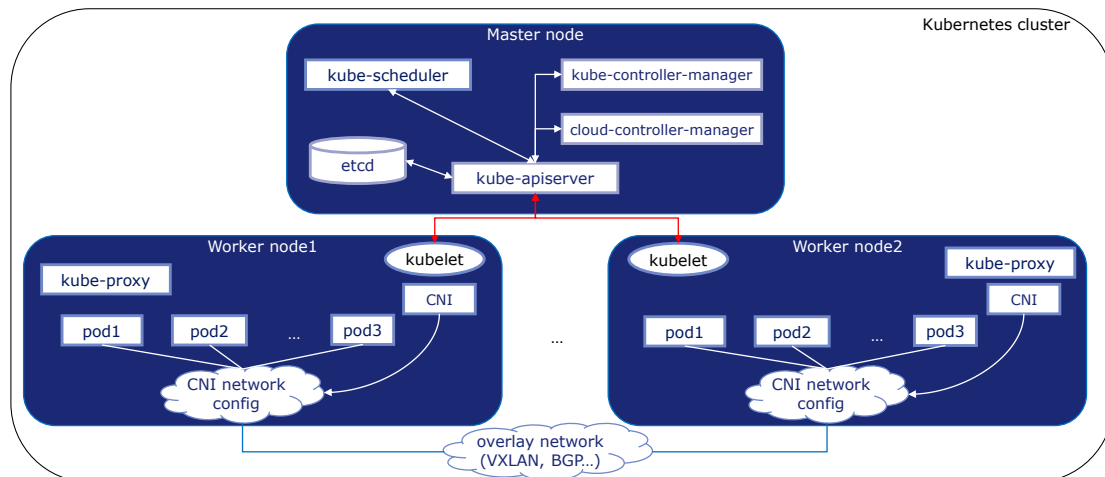 Kubernetes cluster
Master node
kube-scheduler
kube-controller-manager
cloud-controller-manager
etcd
kube-apiserver
Worker node1
kubelet
kube-proxy
CNI
pod1
pod2
...
pod3
CNI network
config
...
Worker node2
kubelet
kube-proxy
CNI
pod1
pod2
...
pod3
CNI network
config
overlay network
(VXLAN, BGP...)